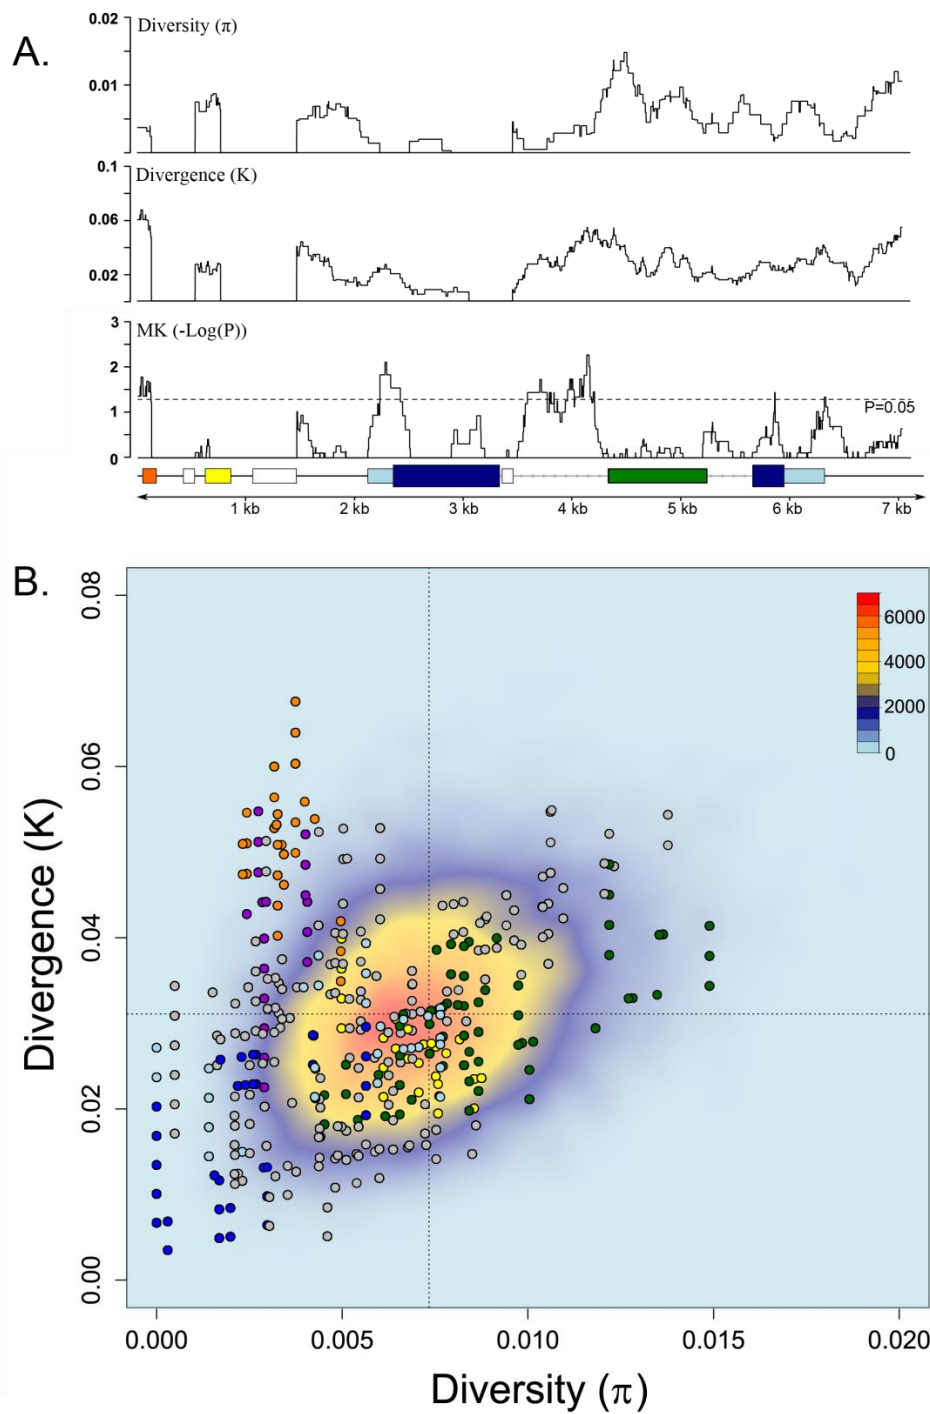 A.
Diversity (π)
0.02
0.01
Divergence (K)
0.1
0.06
0.02
MK (-Log(P))
3
2
1
0
P=0.05
1 kb 2 kb 3 kb 4 kb 5 kb 6 kb 7 kb
B.
0.08
0.06
0.04
0.02
0.00
Divergence (K)
6000
4000
2000
0
0.000 0.005 0.010 0.015 0.020
Diversity (π)